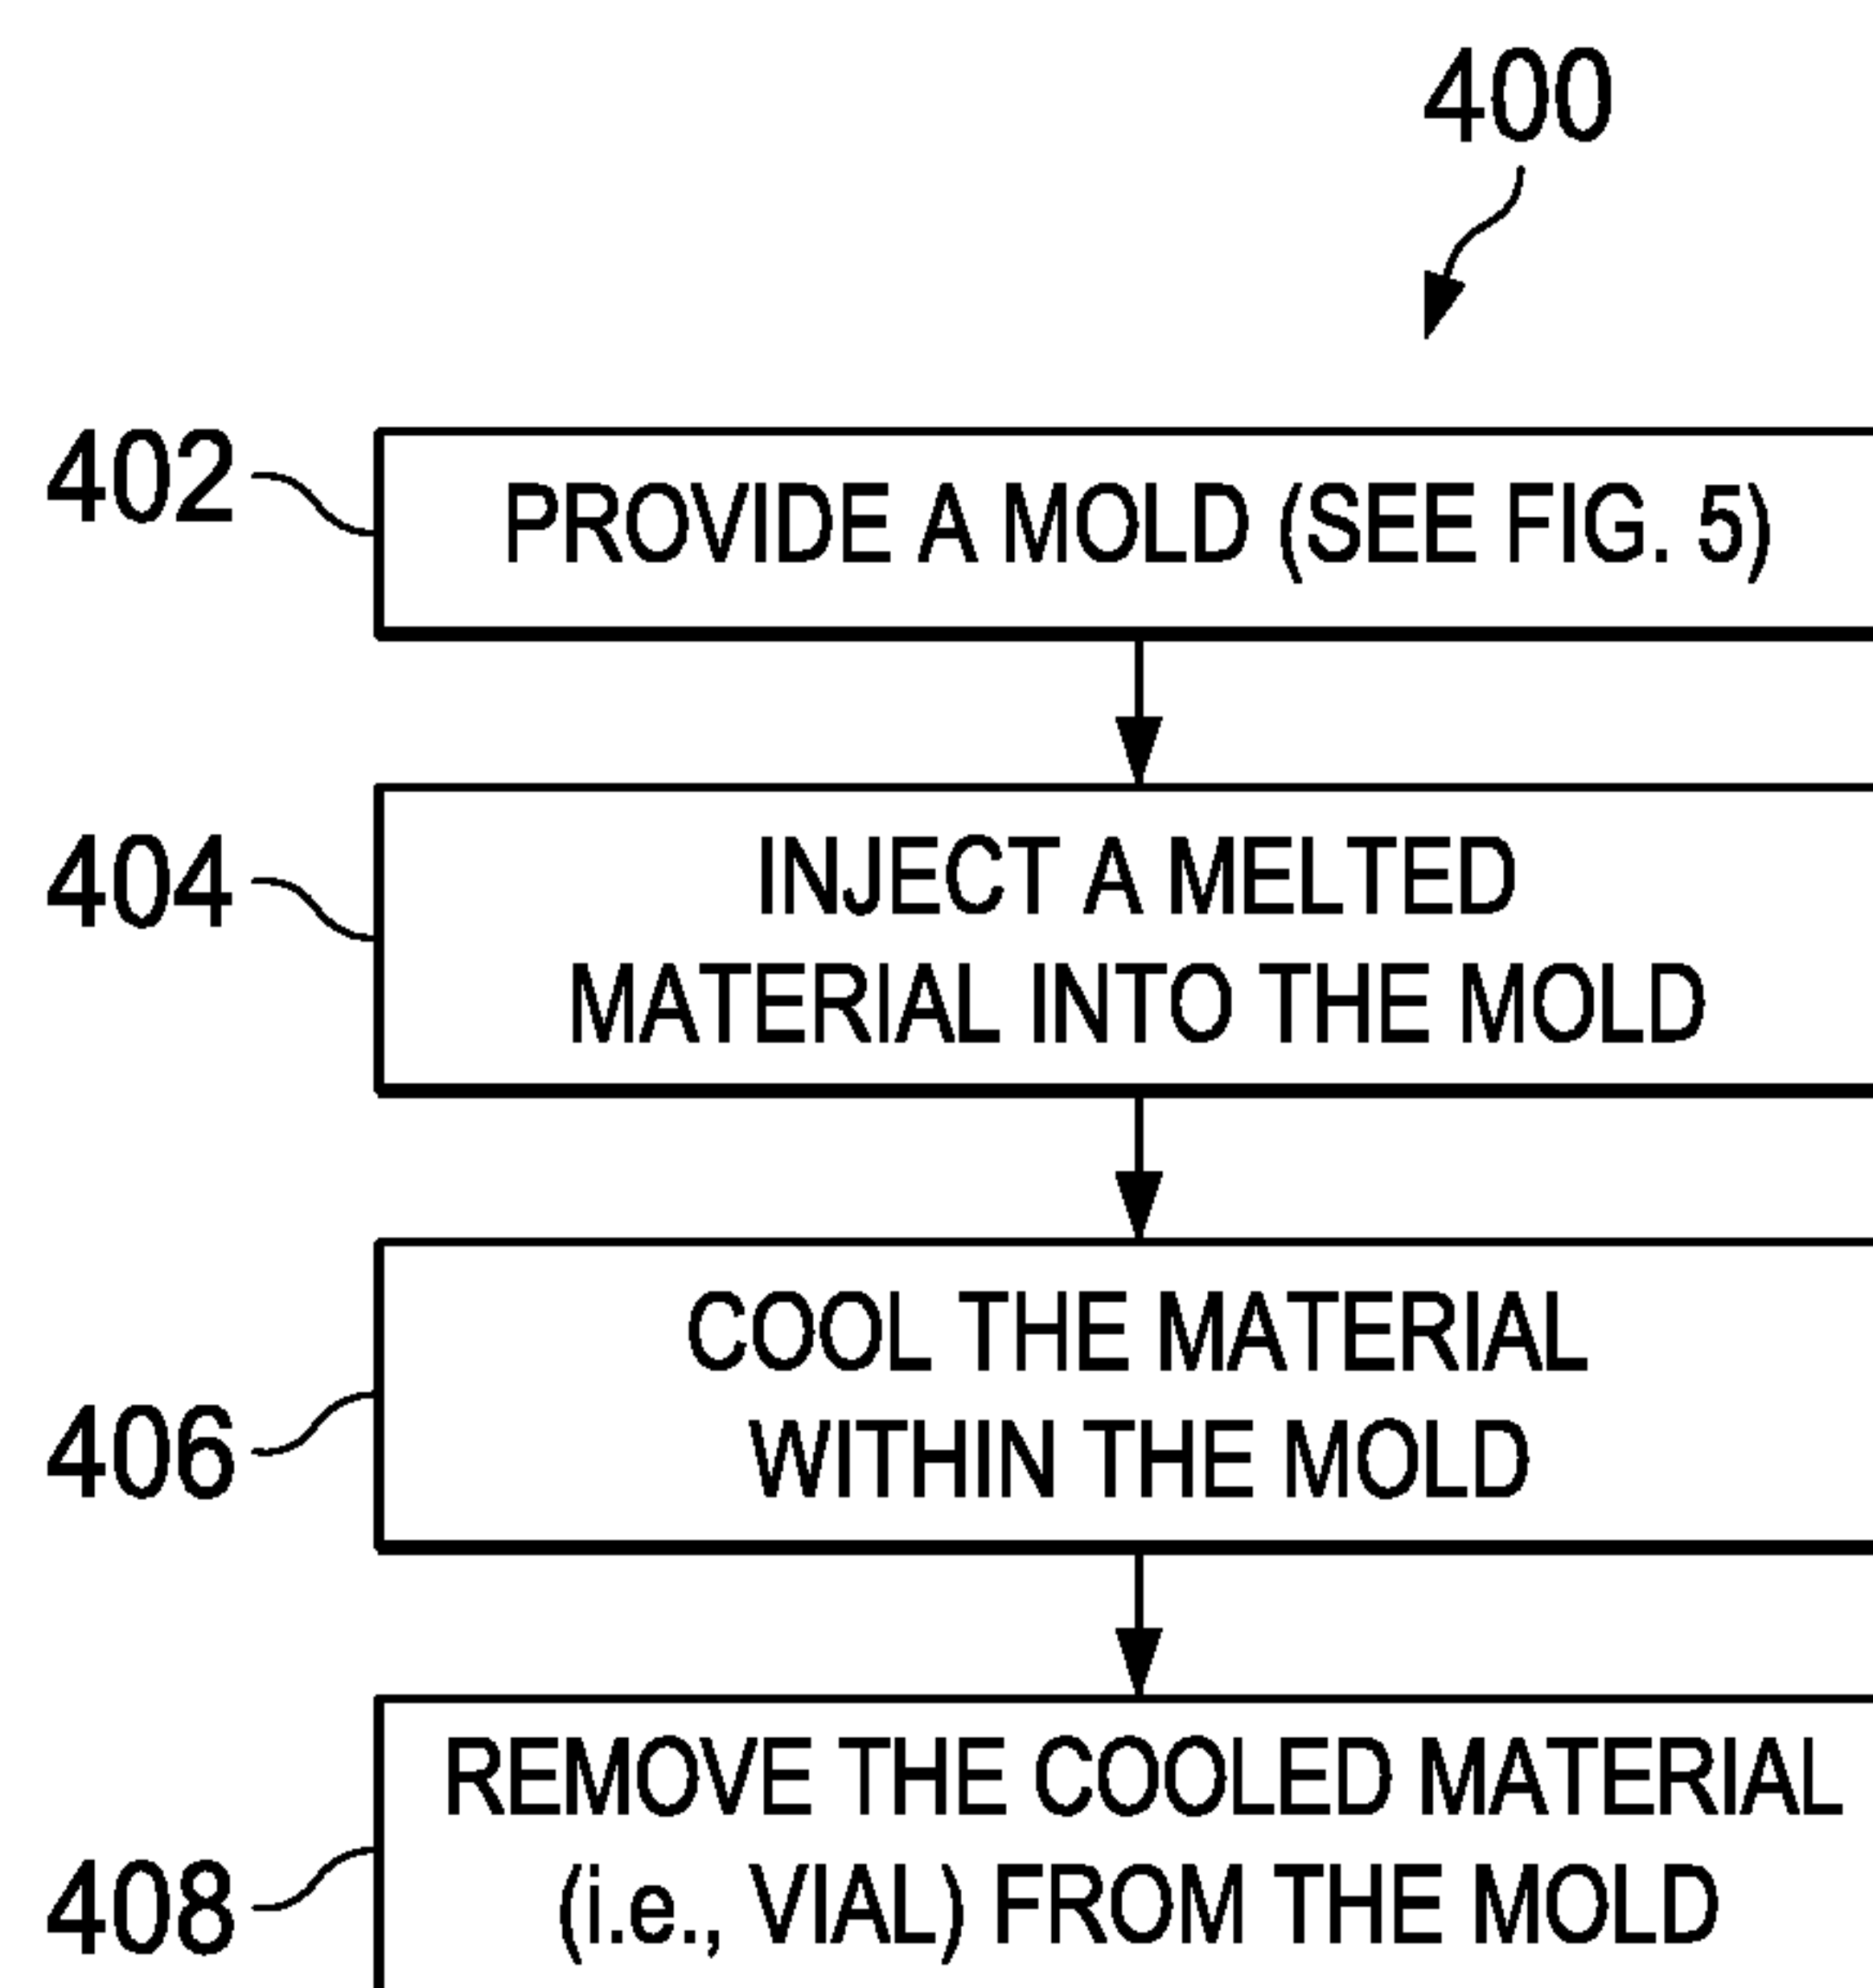 400
402
PROVIDE A MOLD (SEE FIG. 5)
404
INJECT A MELTED
MATERIAL INTO THE MOLD
406
COOL THE MATERIAL
WITHIN THE MOLD
408
REMOVE THE COOLED MATERIAL
(i.e., VIAL) FROM THE MOLD